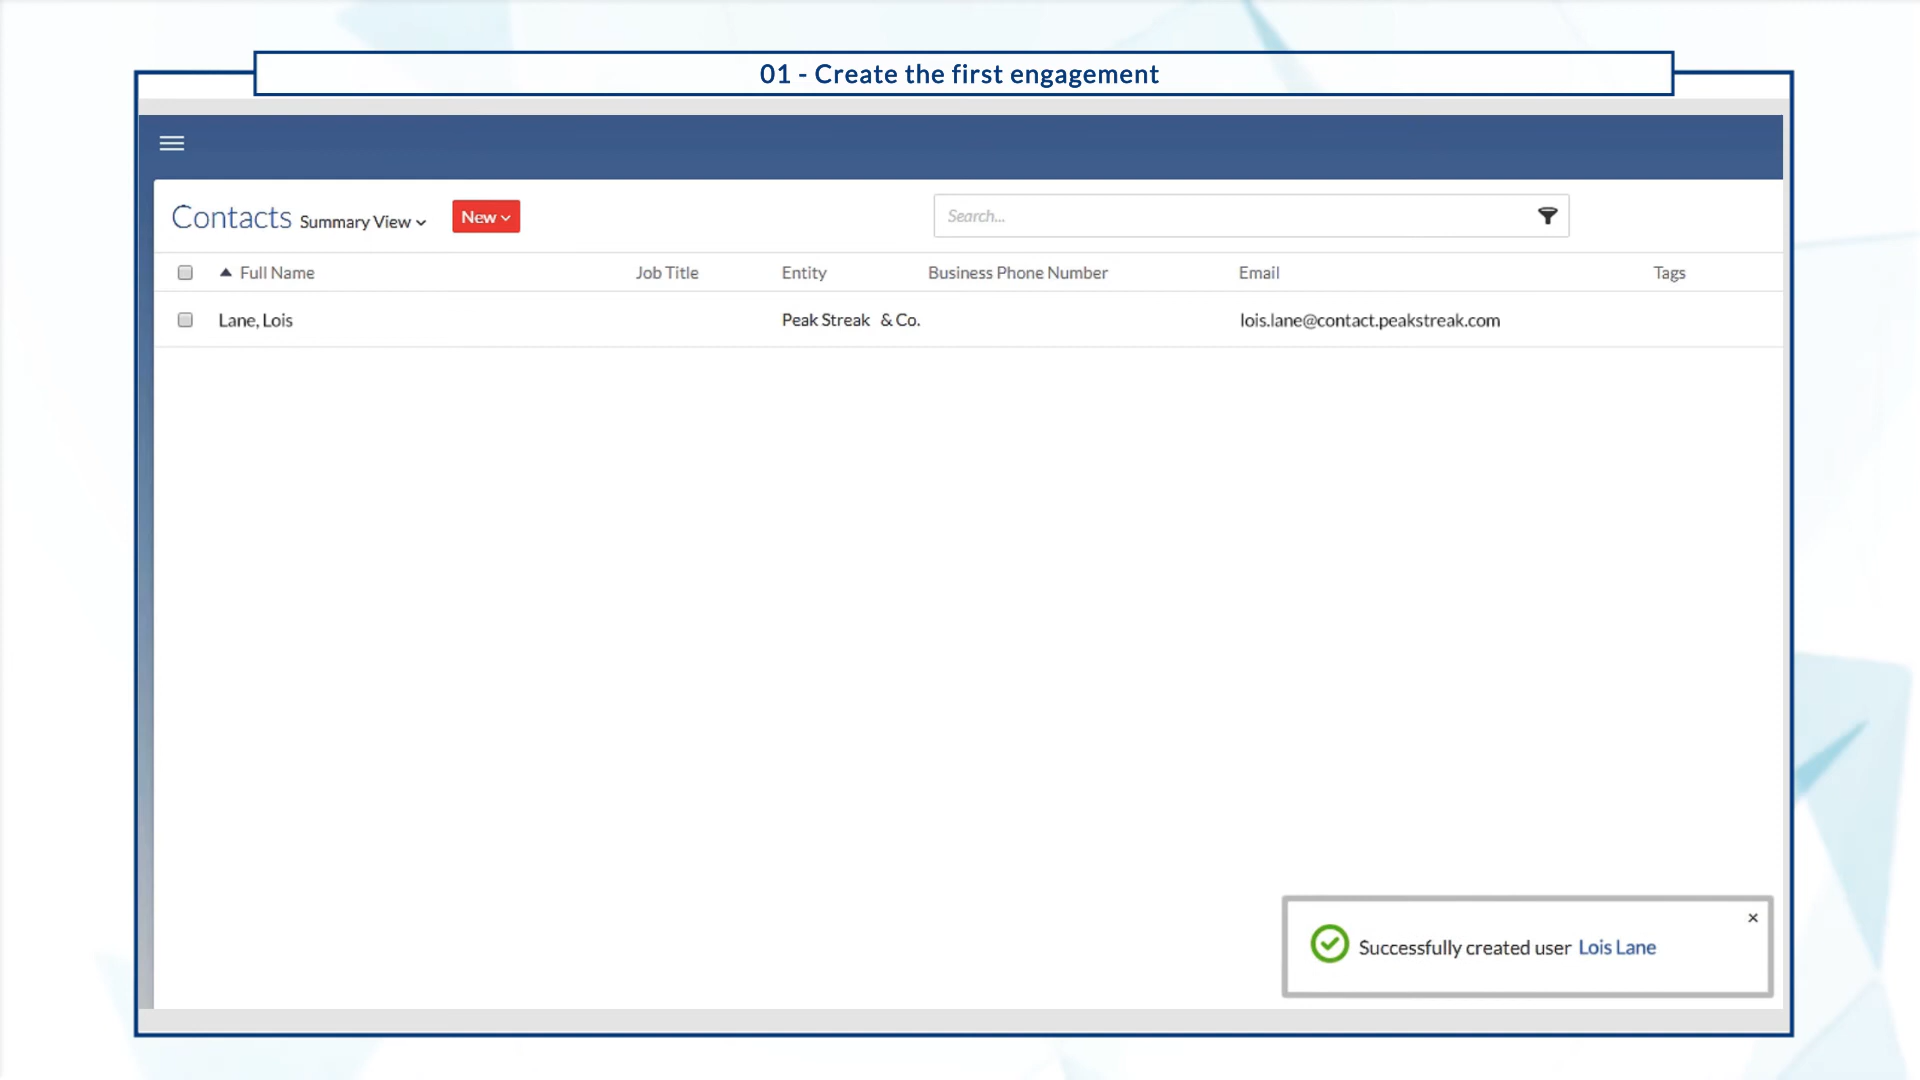 01 - Create the first engagement
Contacts Summary View New
Search...
Full Name Job Title Entity Business Phone Number Email Tags
Lane, Lois Peak Streak & Co. lois.lane@contact.peakstreak.com
Successfully created user Lois Lane